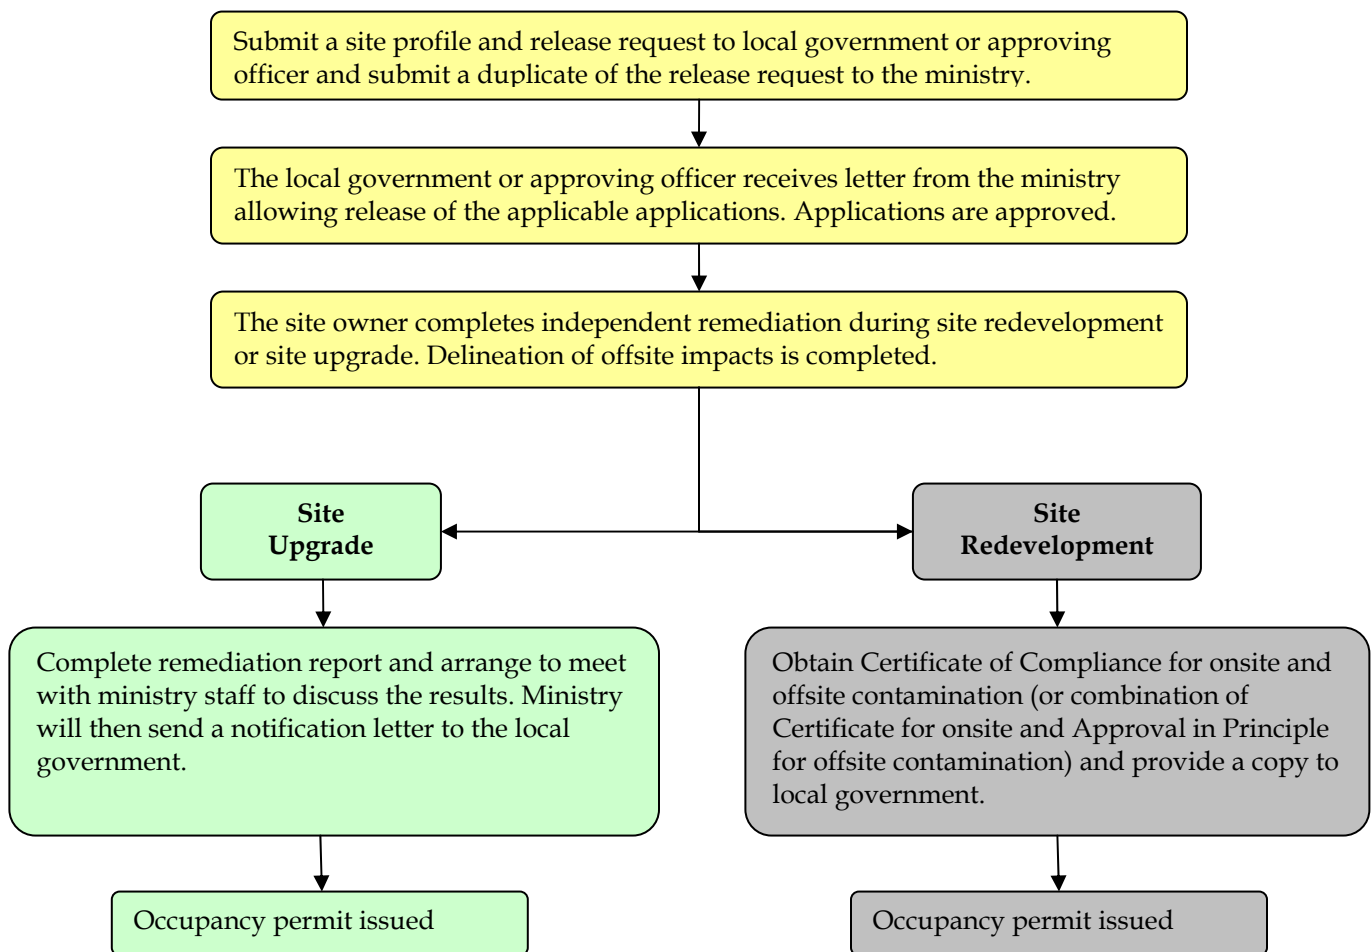 Submit a site profile and release request to local government or approving
officer and submit a duplicate of the release request to the ministry.
The local government or approving officer receives letter from the ministry
allowing release of the applicable applications. Applications are approved.
The site owner completes independent remediation during site redevelopment
or site upgrade. Delineation of offsite impacts is completed.
Site
Upgrade
Site
Redevelopment
Complete remediation report and arrange to meet
with ministry staff to discuss the results. Ministry
will then send a notification letter to the local
government.
Obtain Certificate of Compliance for onsite and
offsite contamination (or combination of
Certificate for onsite and Approval in Principle
for offsite contamination) and provide a copy to
local government.
Occupancy permit issued
Occupancy permit issued